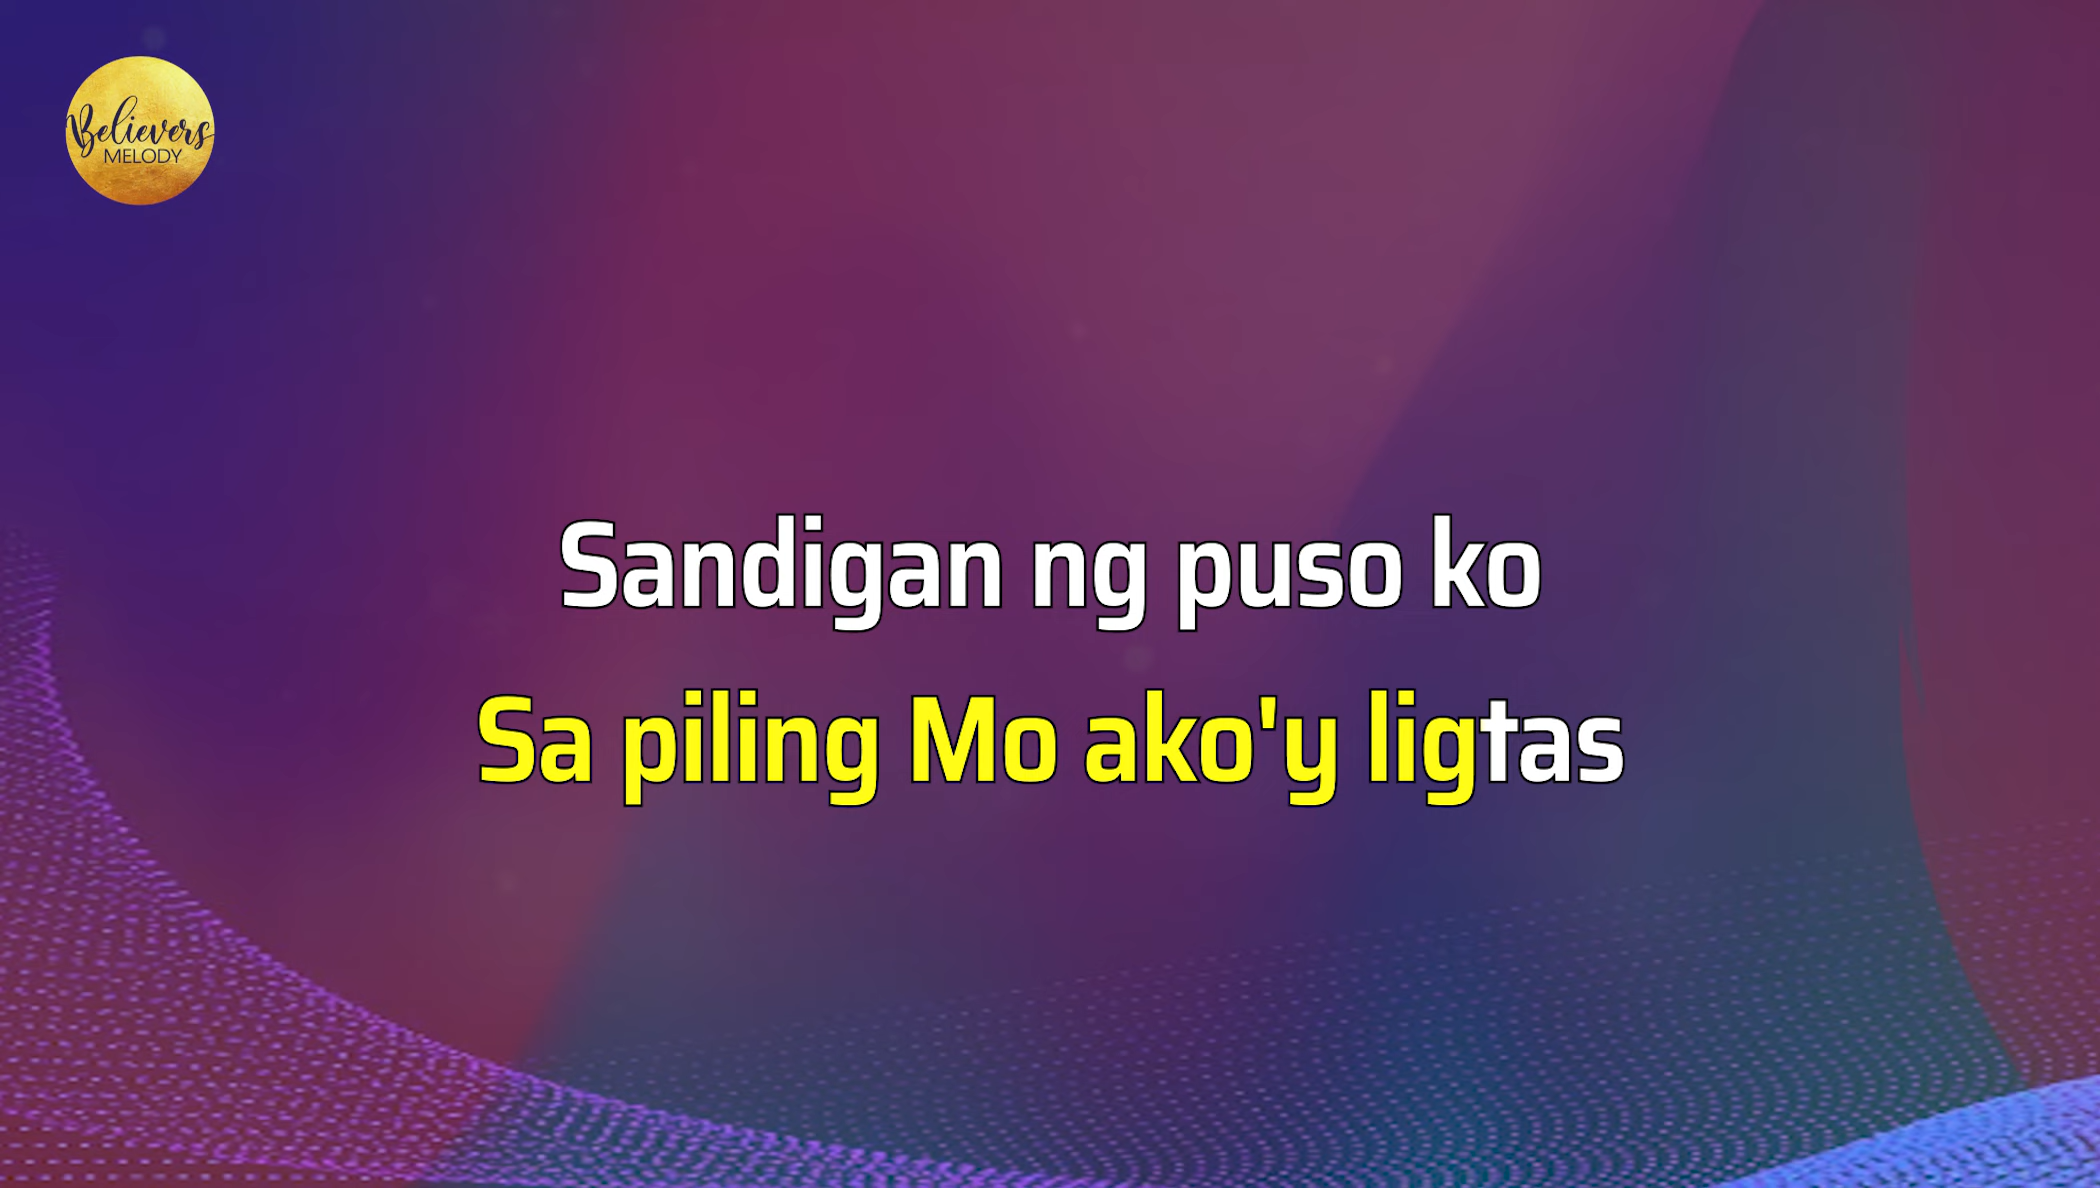 Believers
MELODY
Sandigan ng puso ko
Sa piling Mo ako'y ligtas